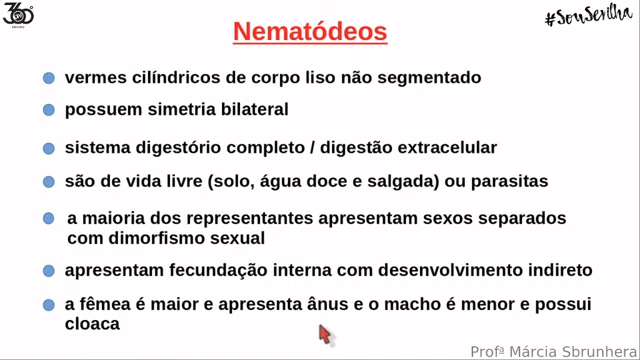 360°
#SouSerilha
Nematódeos
vermes cilíndricos de corpo liso não segmentado
possuem simetria bilateral
sistema digestório completo / digestão extracelular
são de vida livre (solo, água doce e salgada) ou parasitas
a maioria dos representantes apresentam sexos separados
com dimorfismo sexual
apresentam fecundação interna com desenvolvimento indireto
a fêmea é maior e apresenta ânus e o macho é menor e possui
cloaca
Profª Márcia Sbrunhera